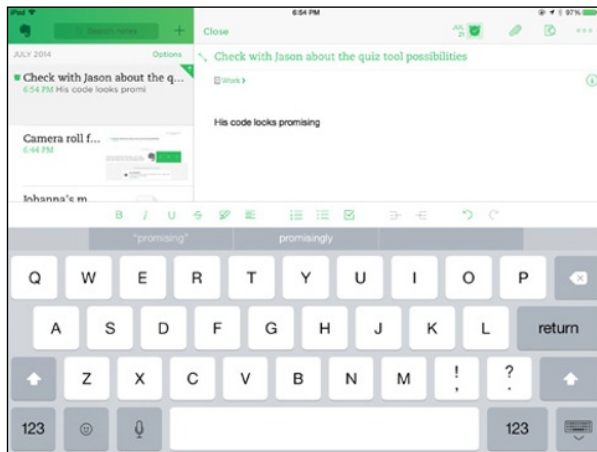 iPad
6:54 PM
97%
Search notes
Close
JUL
21
JULY 2014
Options
Check with Jason about the quiz tool possibilities
Check with Jason about the q...
6:54 PM His code looks promi
Work
His code looks promising
Camera roll f...
6:44 PM
Johanna's m
B I U S
"promising"
promisingly
Q W E R T Y U I O P
A S D F G H J K L return
Z X C V B N M ! , ? .
123
123